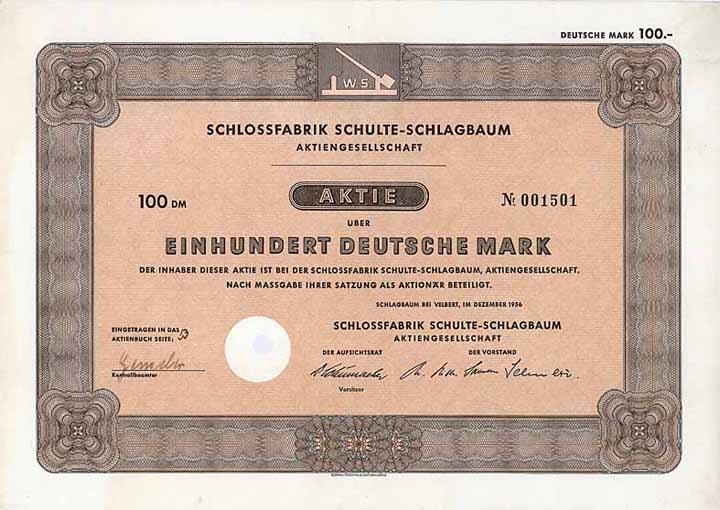 DEUTSCHE MARK 100.-
W.S.
SCHLOSSFABRIK SCHULTE-SCHLAGBAUM
AKTIENGESELLSCHAFT
AKTIE
100 DM
№ 001501
UBER
EINHUNDERT DEUTSCHE MARK
DER INHABER DIESER AKTIE IST BEI DER SCHLOSSFABRIK SCHULTE-SCHLAGBAUM, AKTIENGESELLSCHAFT,
NACH MASSGABE IHRER SATZUNG ALS AKTIONÄR BETEILIGT.
SCHLAGBAUM BEI VELBERT, IM DEZEMBER 1956
EINGETRAGEN IN DAS
AKTIENBUCH SEITE:
Kontrollbeamter
SCHLOSSFABRIK SCHULTE-SCHLAGBAUM
AKTIENGESELLSCHAFT
DER AUFSICHTSRAT
DER VORSTAND
Vorsitzer